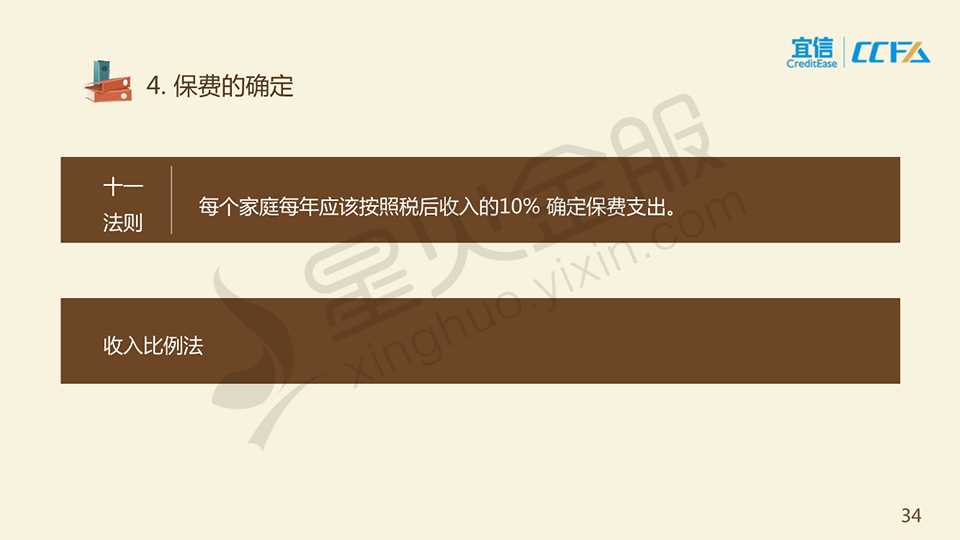 宜信
CreditEase
CCFA
4. 保费的确定
十一
法则
每个家庭每年应该按照税后收入的10% 确定保费支出。
收入比例法
星火金服
xinghuo.yixin.com
34